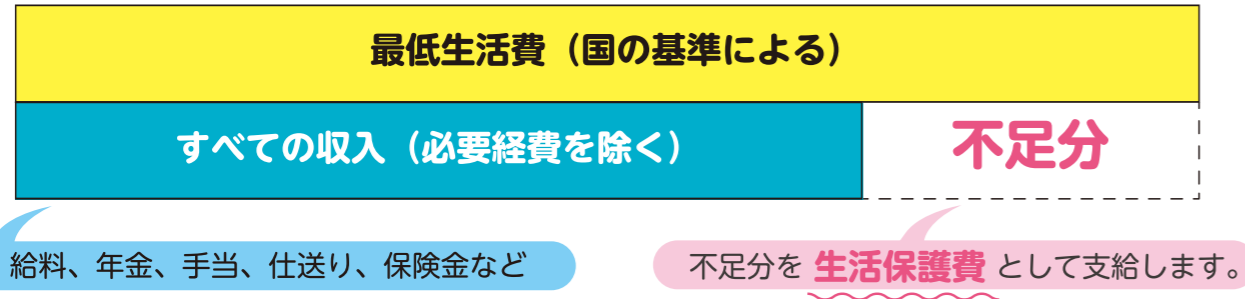 最低生活費（国の基準による）
すべての収入（必要経費を除く）
不足分
給料、年金、手当、仕送り、保険金など
不足分を 生活保護費 として支給します。